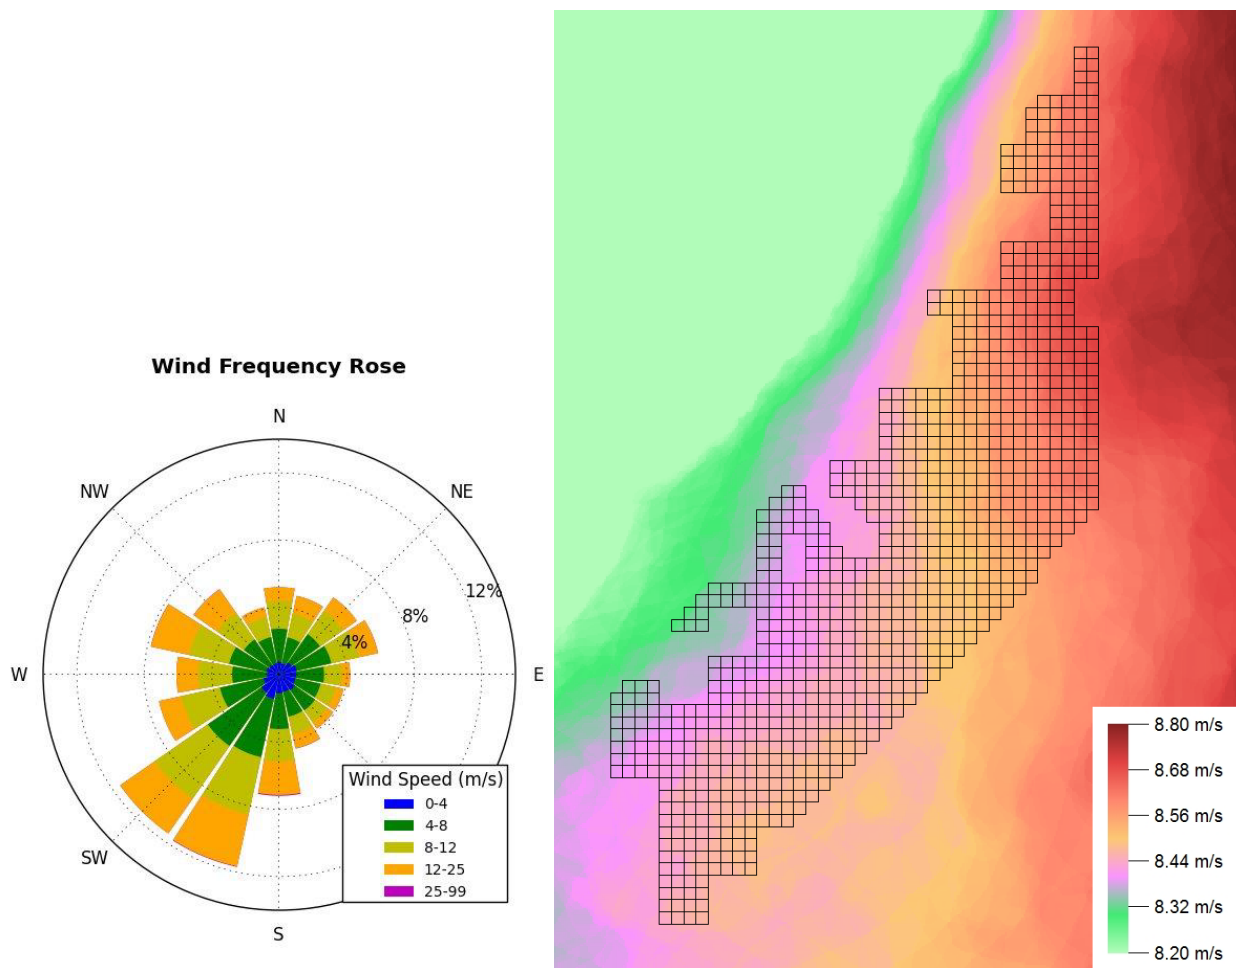 Wind Frequency Rose
N
NW
NE
12%
8%
4%
W
E
SW
S
Wind Speed (m/s)
0-4
4-8
8-12
12-25
25-99
8.80 m/s
8.68 m/s
8.56 m/s
8.44 m/s
8.32 m/s
8.20 m/s